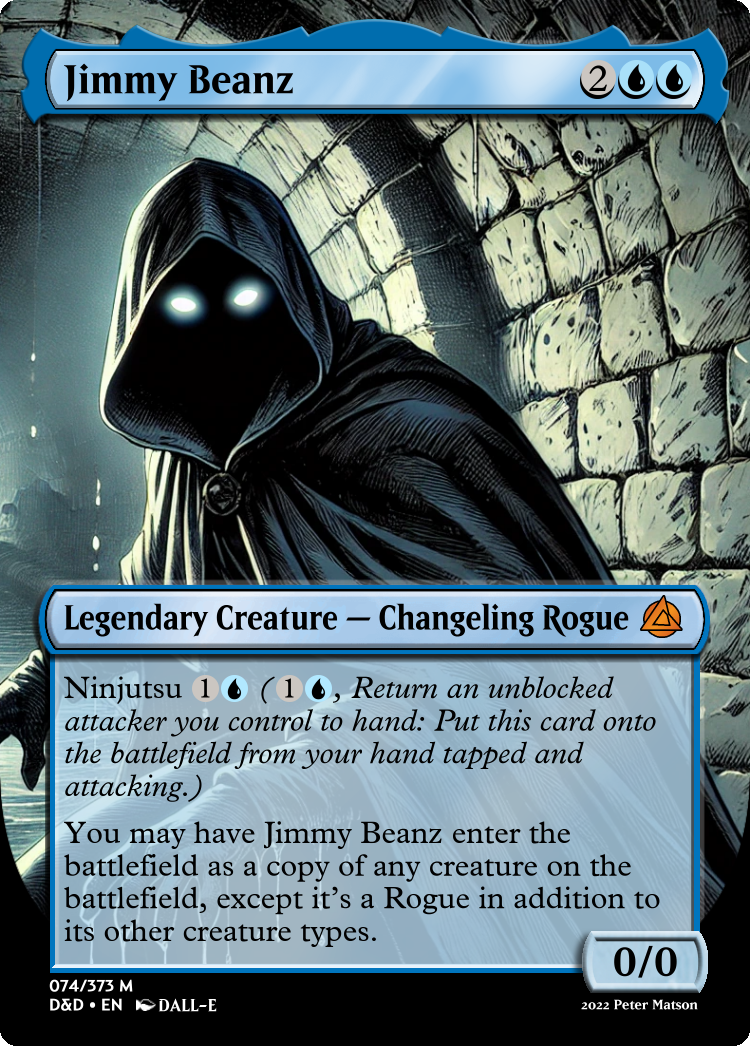 Jimmy Beanz 2
Legendary Creature — Changeling Rogue
Ninjutsu 1 (1, Return an unblocked
attacker you control to hand: Put this card onto
the battlefield from your hand tapped and
attacking.)
You may have Jimmy Beanz enter the
battlefield as a copy of any creature on the
battlefield, except it's a Rogue in addition to
its other creature types.
0/0
074/373 M
D&D • EN DALL-E
2022 Peter Matson